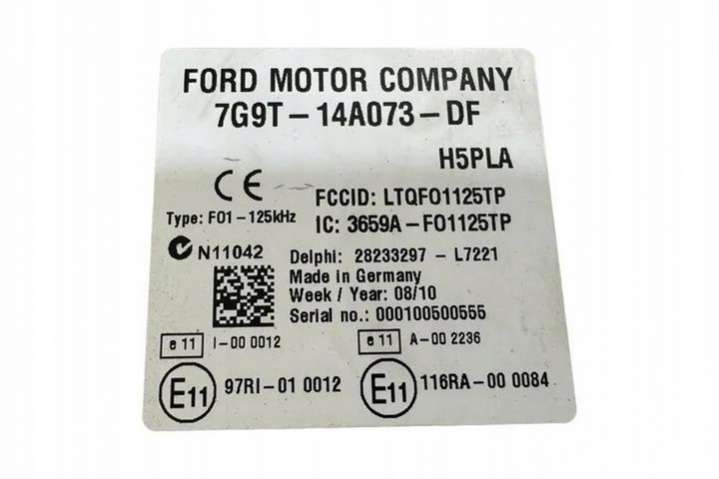 FORD MOTOR COMPANY
7G9T-14A073-DF
H5PLA
CE
FCCID: LTQFO1125TP
Type: FO1-125kHz
IC: 3659A-FO1125TP
N11042
Delphi: 28233297 - L7221
Made in Germany
Week / Year: 08/10
Serial no.: 000100500555
e 11 I-00 0012
e 11 A-00 2236
E11 97RI-01 0012
E11 116RA-00 0084